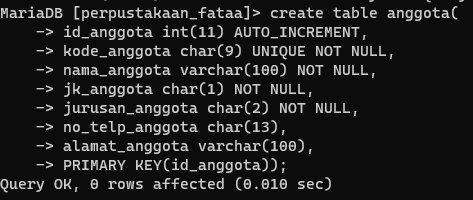 MariaDB [perpustakaan_fataa]> create table anggota(
    -> id_anggota int(11) AUTO_INCREMENT,
    -> kode_anggota char(9) UNIQUE NOT NULL,
    -> nama_anggota varchar(100) NOT NULL,
    -> jk_anggota char(1) NOT NULL,
    -> jurusan_anggota char(2) NOT NULL,
    -> no_telp_anggota char(13),
    -> alamat_anggota varchar(100),
    -> PRIMARY KEY(id_anggota));
Query OK, 0 rows affected (0.010 sec)